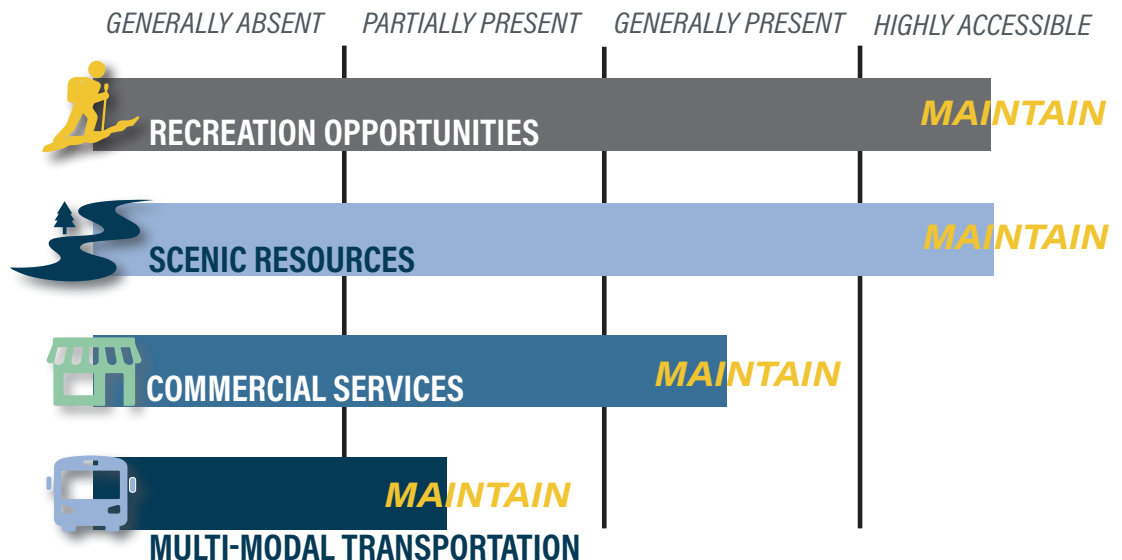 GENERALLY ABSENT PARTIALLY PRESENT GENERALLY PRESENT HIGHLY ACCESSIBLE
MAINTAIN
RECREATION OPPORTUNITIES
MAINTAIN
SCENIC RESOURCES
MAINTAIN
COMMERCIAL SERVICES
MAINTAIN
MULTI-MODAL TRANSPORTATION